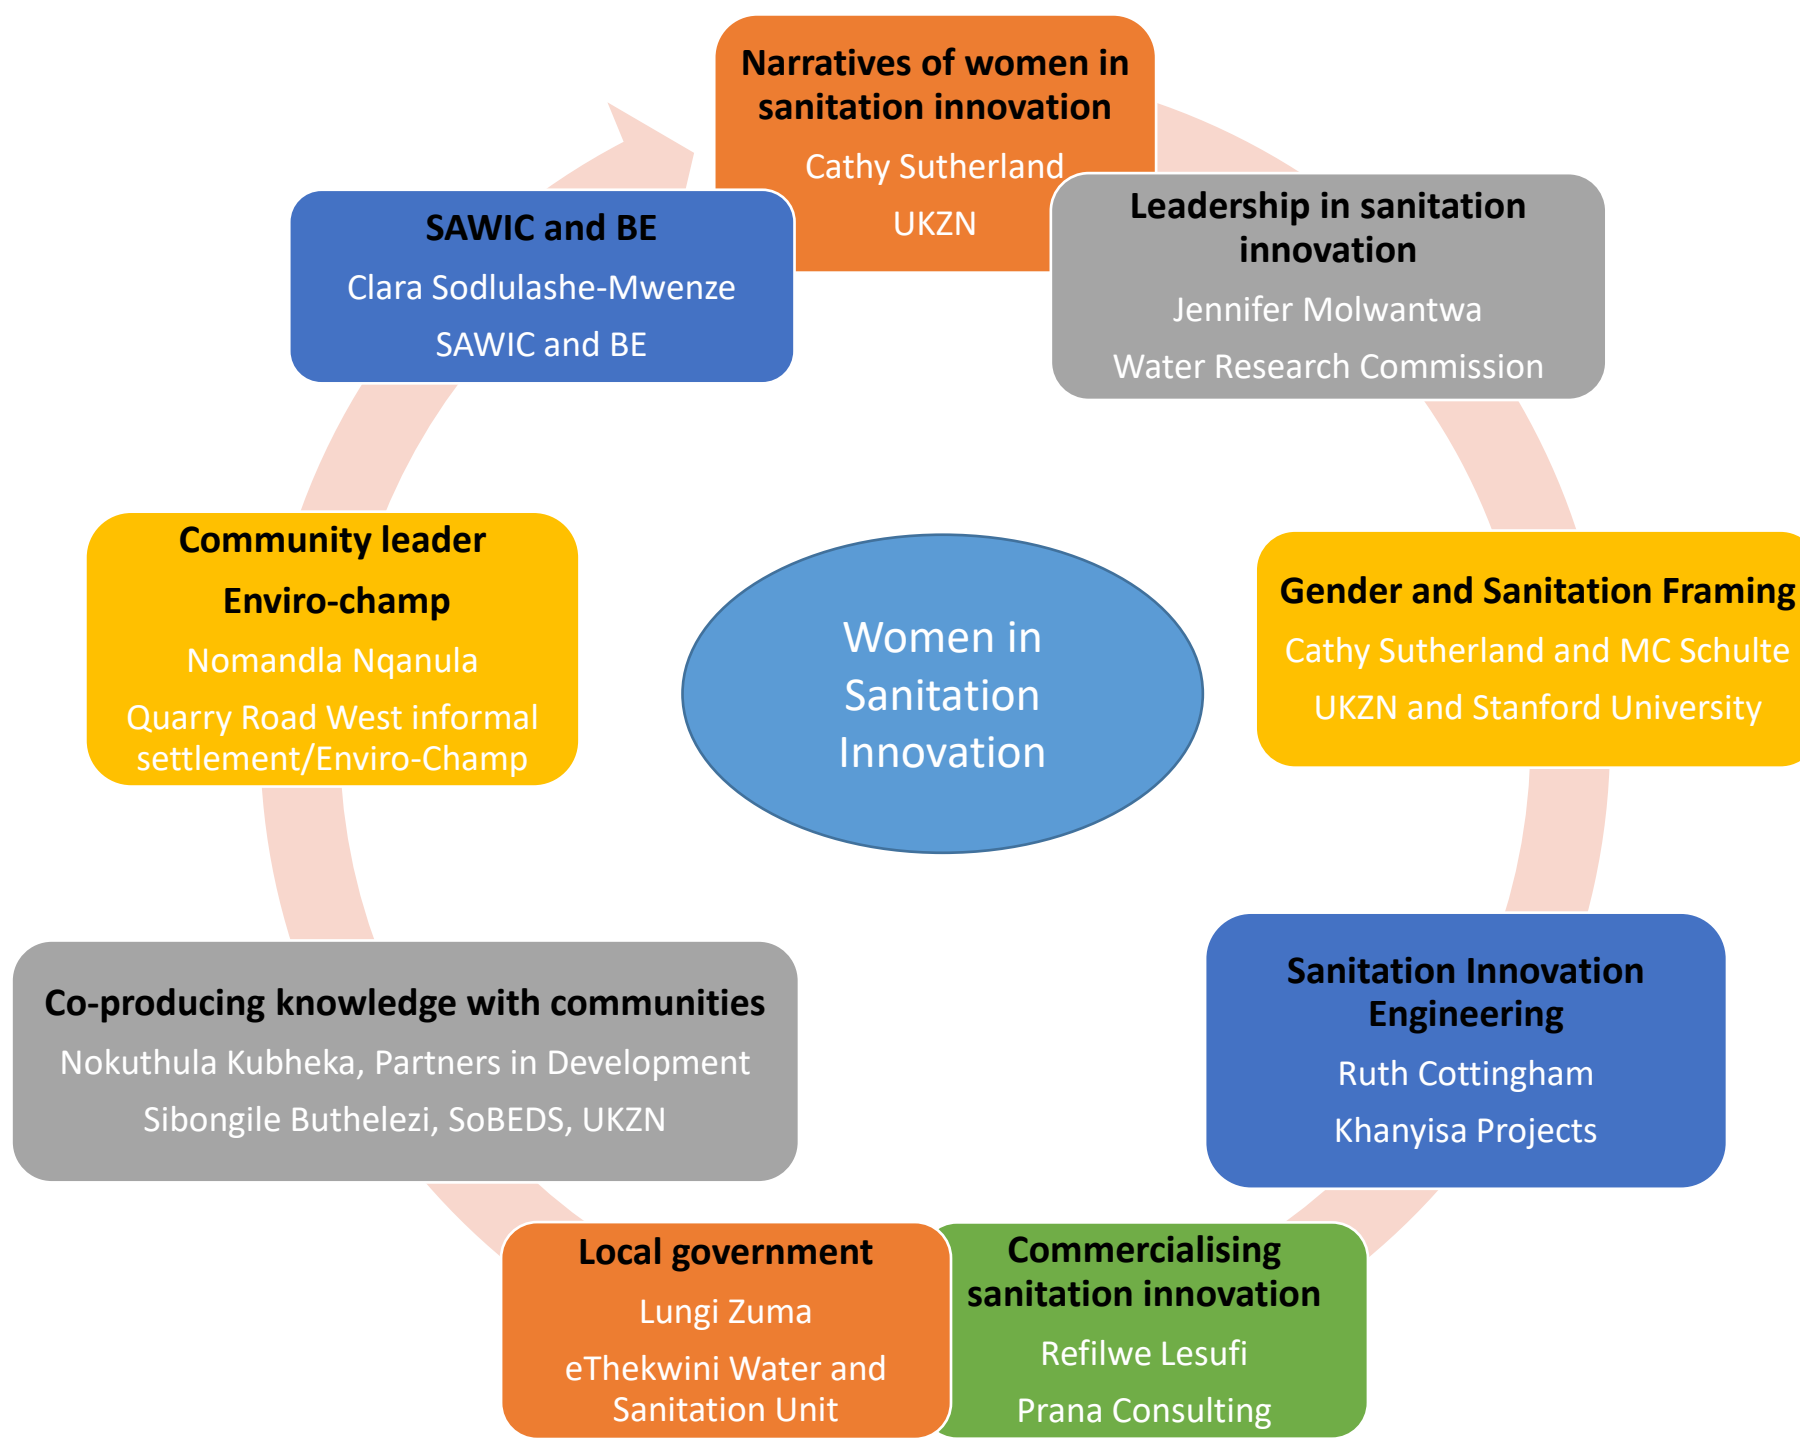 Narratives of women in
sanitation innovation
Cathy Sutherland
UKZN
Leadership in sanitation
innovation
Jennifer Molwantwa
Water Research Commission
Gender and Sanitation Framing
Cathy Sutherland and MC Schulte
UKZN and Stanford University
Sanitation Innovation
Engineering
Ruth Cottingham
Khanyisa Projects
Commercialising
sanitation innovation
Refilwe Lesufi
Prana Consulting
Local government
Lungi Zuma
eThekwini Water and
Sanitation Unit
Co-producing knowledge with communities
Nokuthula Kubheka, Partners in Development
Sibongile Buthelezi, SoBEDS, UKZN
Community leader
Enviro-champ
Nomandla Nqanula
Quarry Road West informal
settlement/Enviro-Champ
SAWIC and BE
Clara Sodlulashe-Mwenze
SAWIC and BE
Women in
Sanitation
Innovation